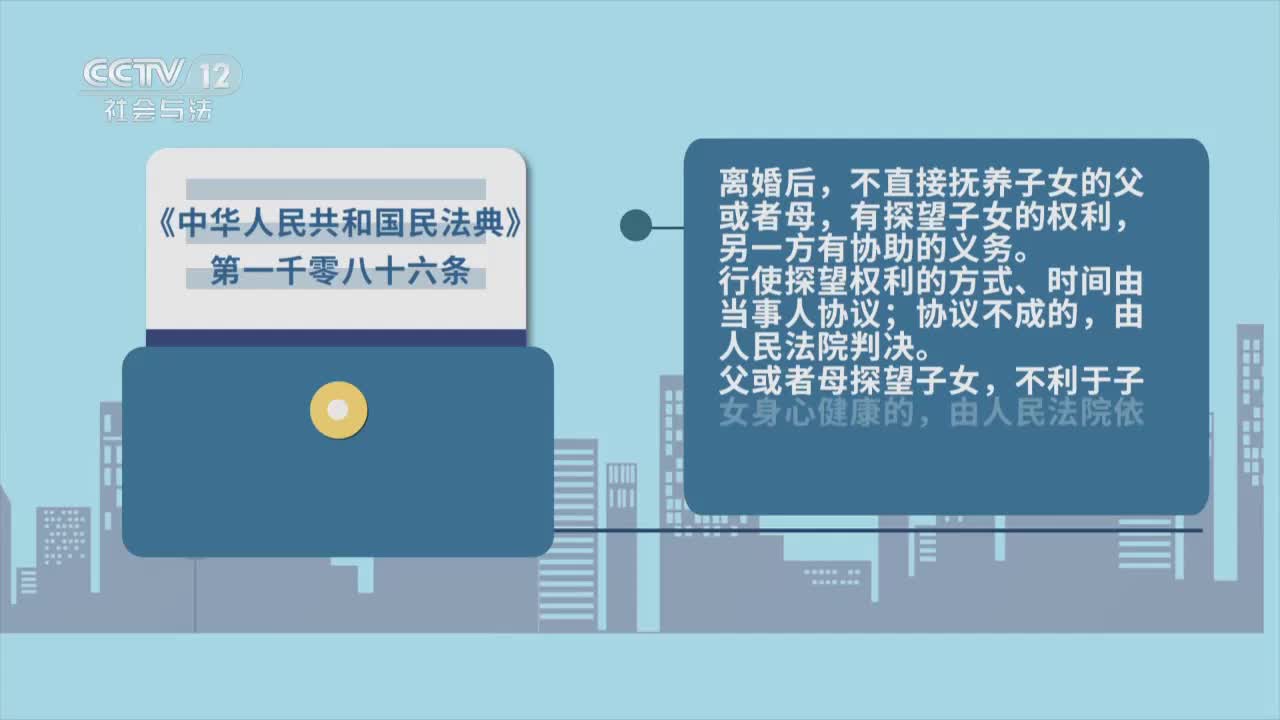 CCTV 12
社会与法
《中华人民共和国民法典》
第一千零八十六条
离婚后，不直接抚养子女的父
或者母，有探望子女的权利，
另一方有协助的义务。
行使探望权利的方式、时间由
当事人协议；协议不成的，由
人民法院判决。
父或者母探望子女，不利于子
女身心健康的，由人民法院依